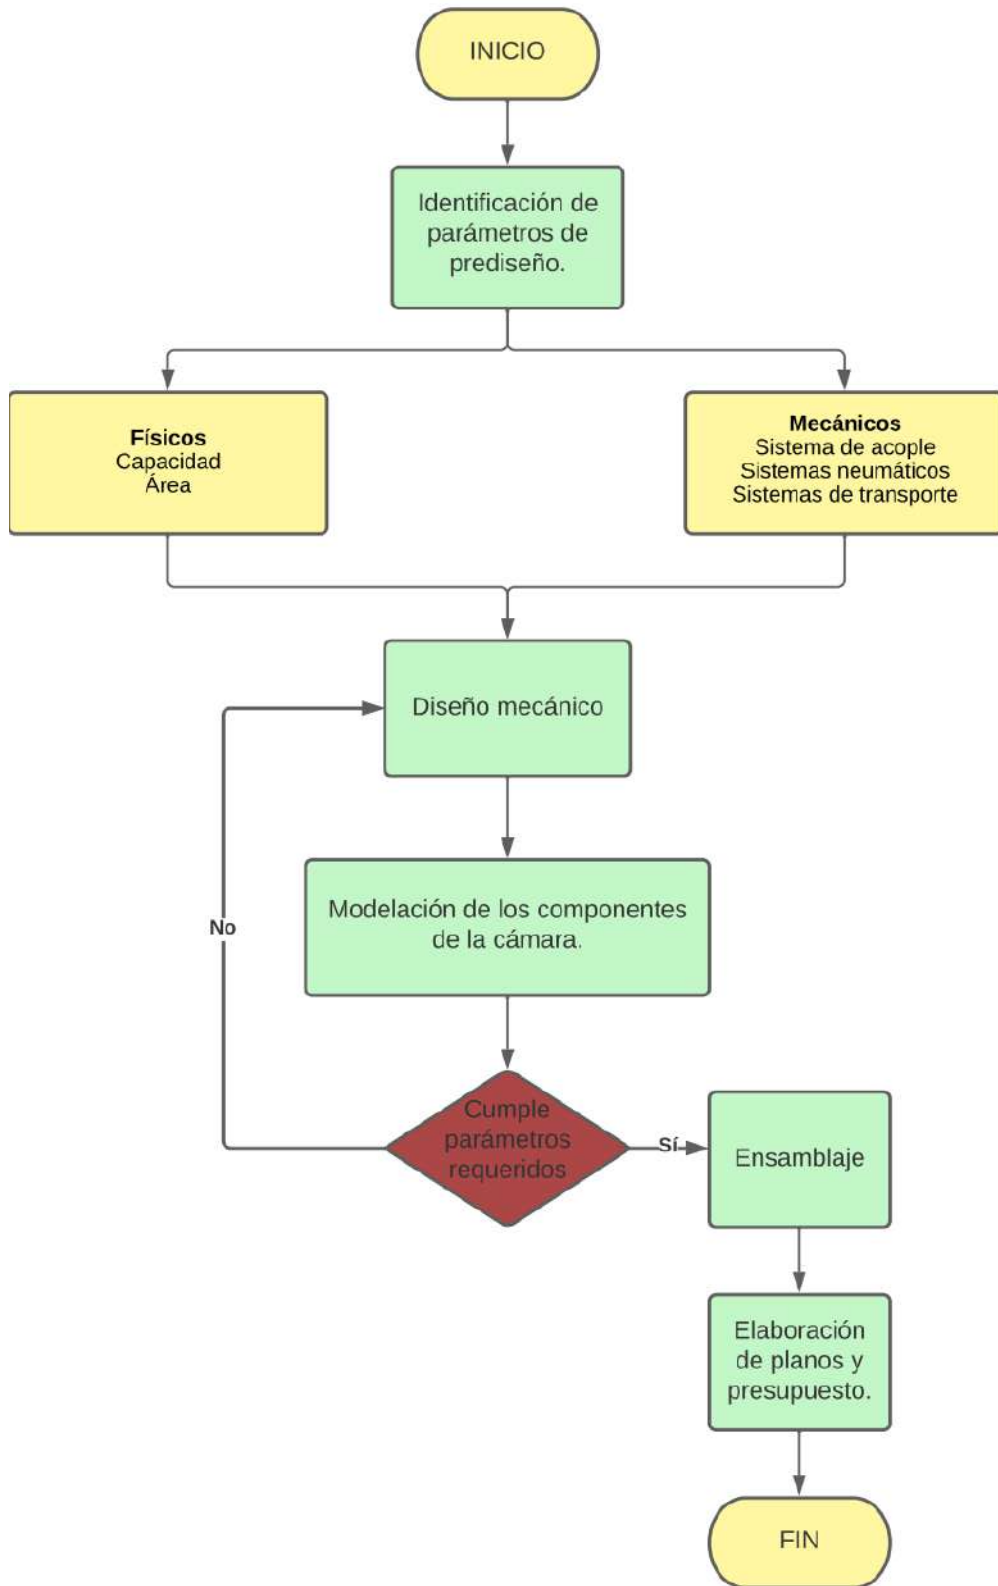 INICIO
Identificación de
parámetros de
prediseño.
Físicos
Capacidad
Área
Mecánicos
Sistema de acople
Sistemas neumáticos
Sistemas de transporte
Diseño mecánico
Modelación de los componentes
de la cámara.
No
Cumple
parámetros
requeridos
Sí
Ensamblaje
Elaboración
de planos y
presupuesto.
FIN